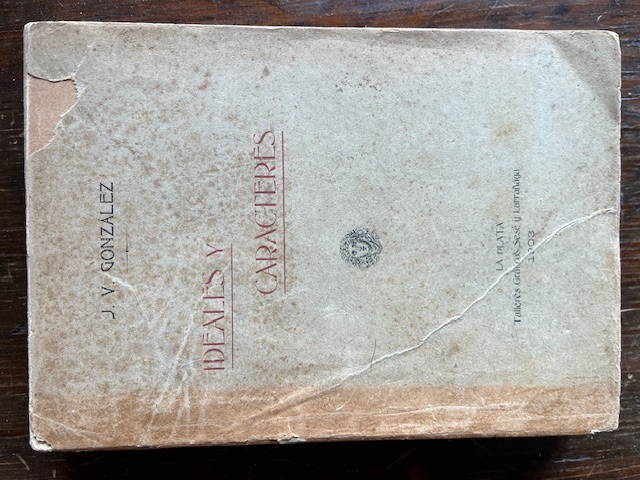 J. V. GONZÁLEZ
IDEALES Y
CARACTERES
LA PLATA
Talleres Gráficos, Sesé y Larrañaga
1903